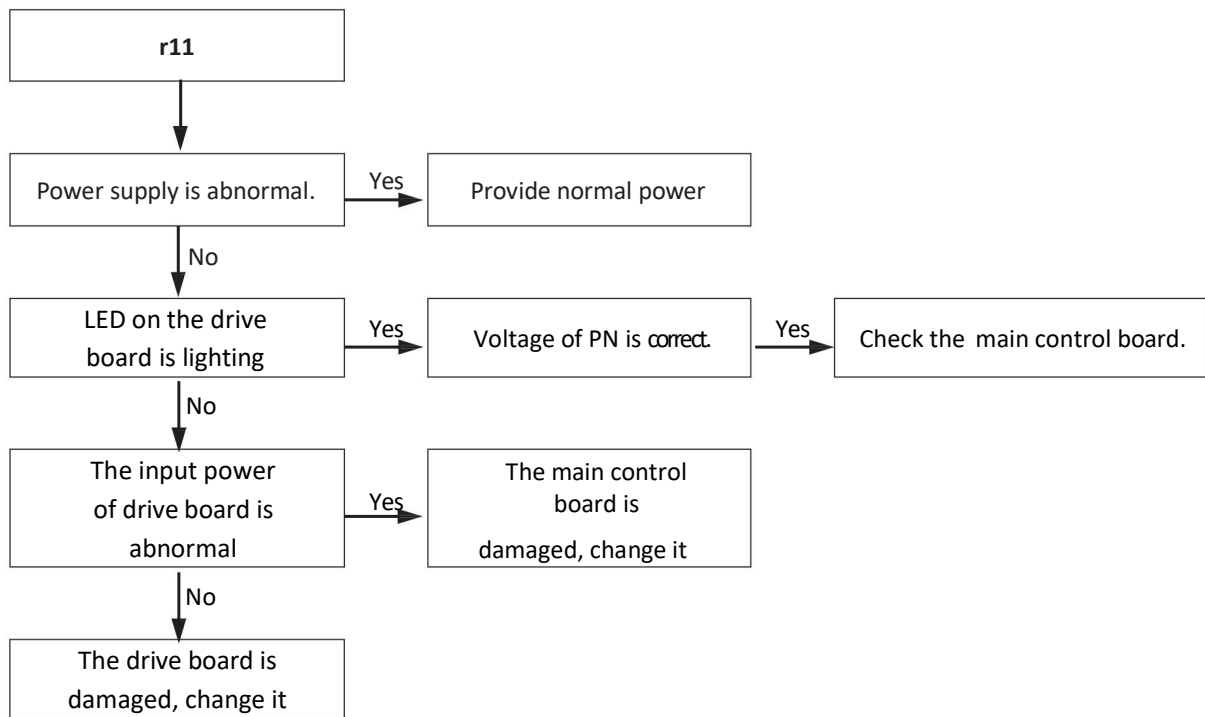 r11
Power supply is abnormal.
Yes
Provide normal power
No
LED on the drive
board is lighting
Yes
Voltage of PN is correct.
Yes
Check the main control board.
No
The input power
of drive board is
abnormal
Yes
The main control
board is
damaged, change it
No
The drive board is
damaged, change it